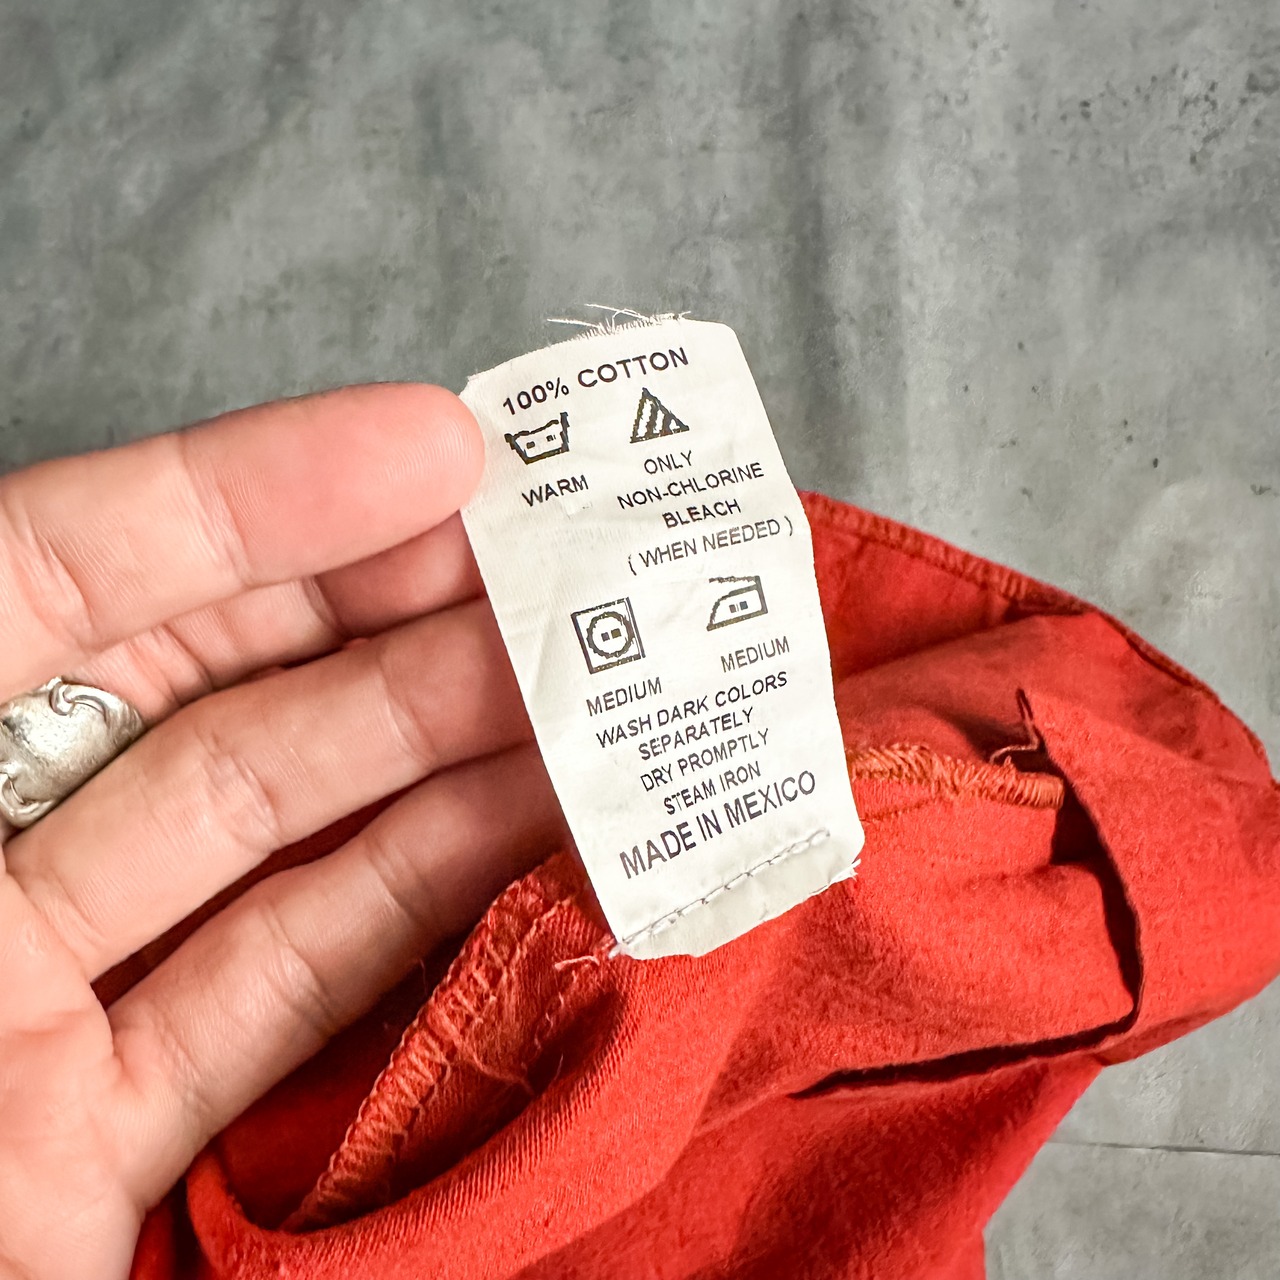 100% COTTON
WARM
ONLY
NON-CHLORINE
BLEACH
( WHEN NEEDED )
MEDIUM
MEDIUM
WASH DARK COLORS
SEPARATELY
DRY PROMPTLY
STEAM IRON
MADE IN MEXICO